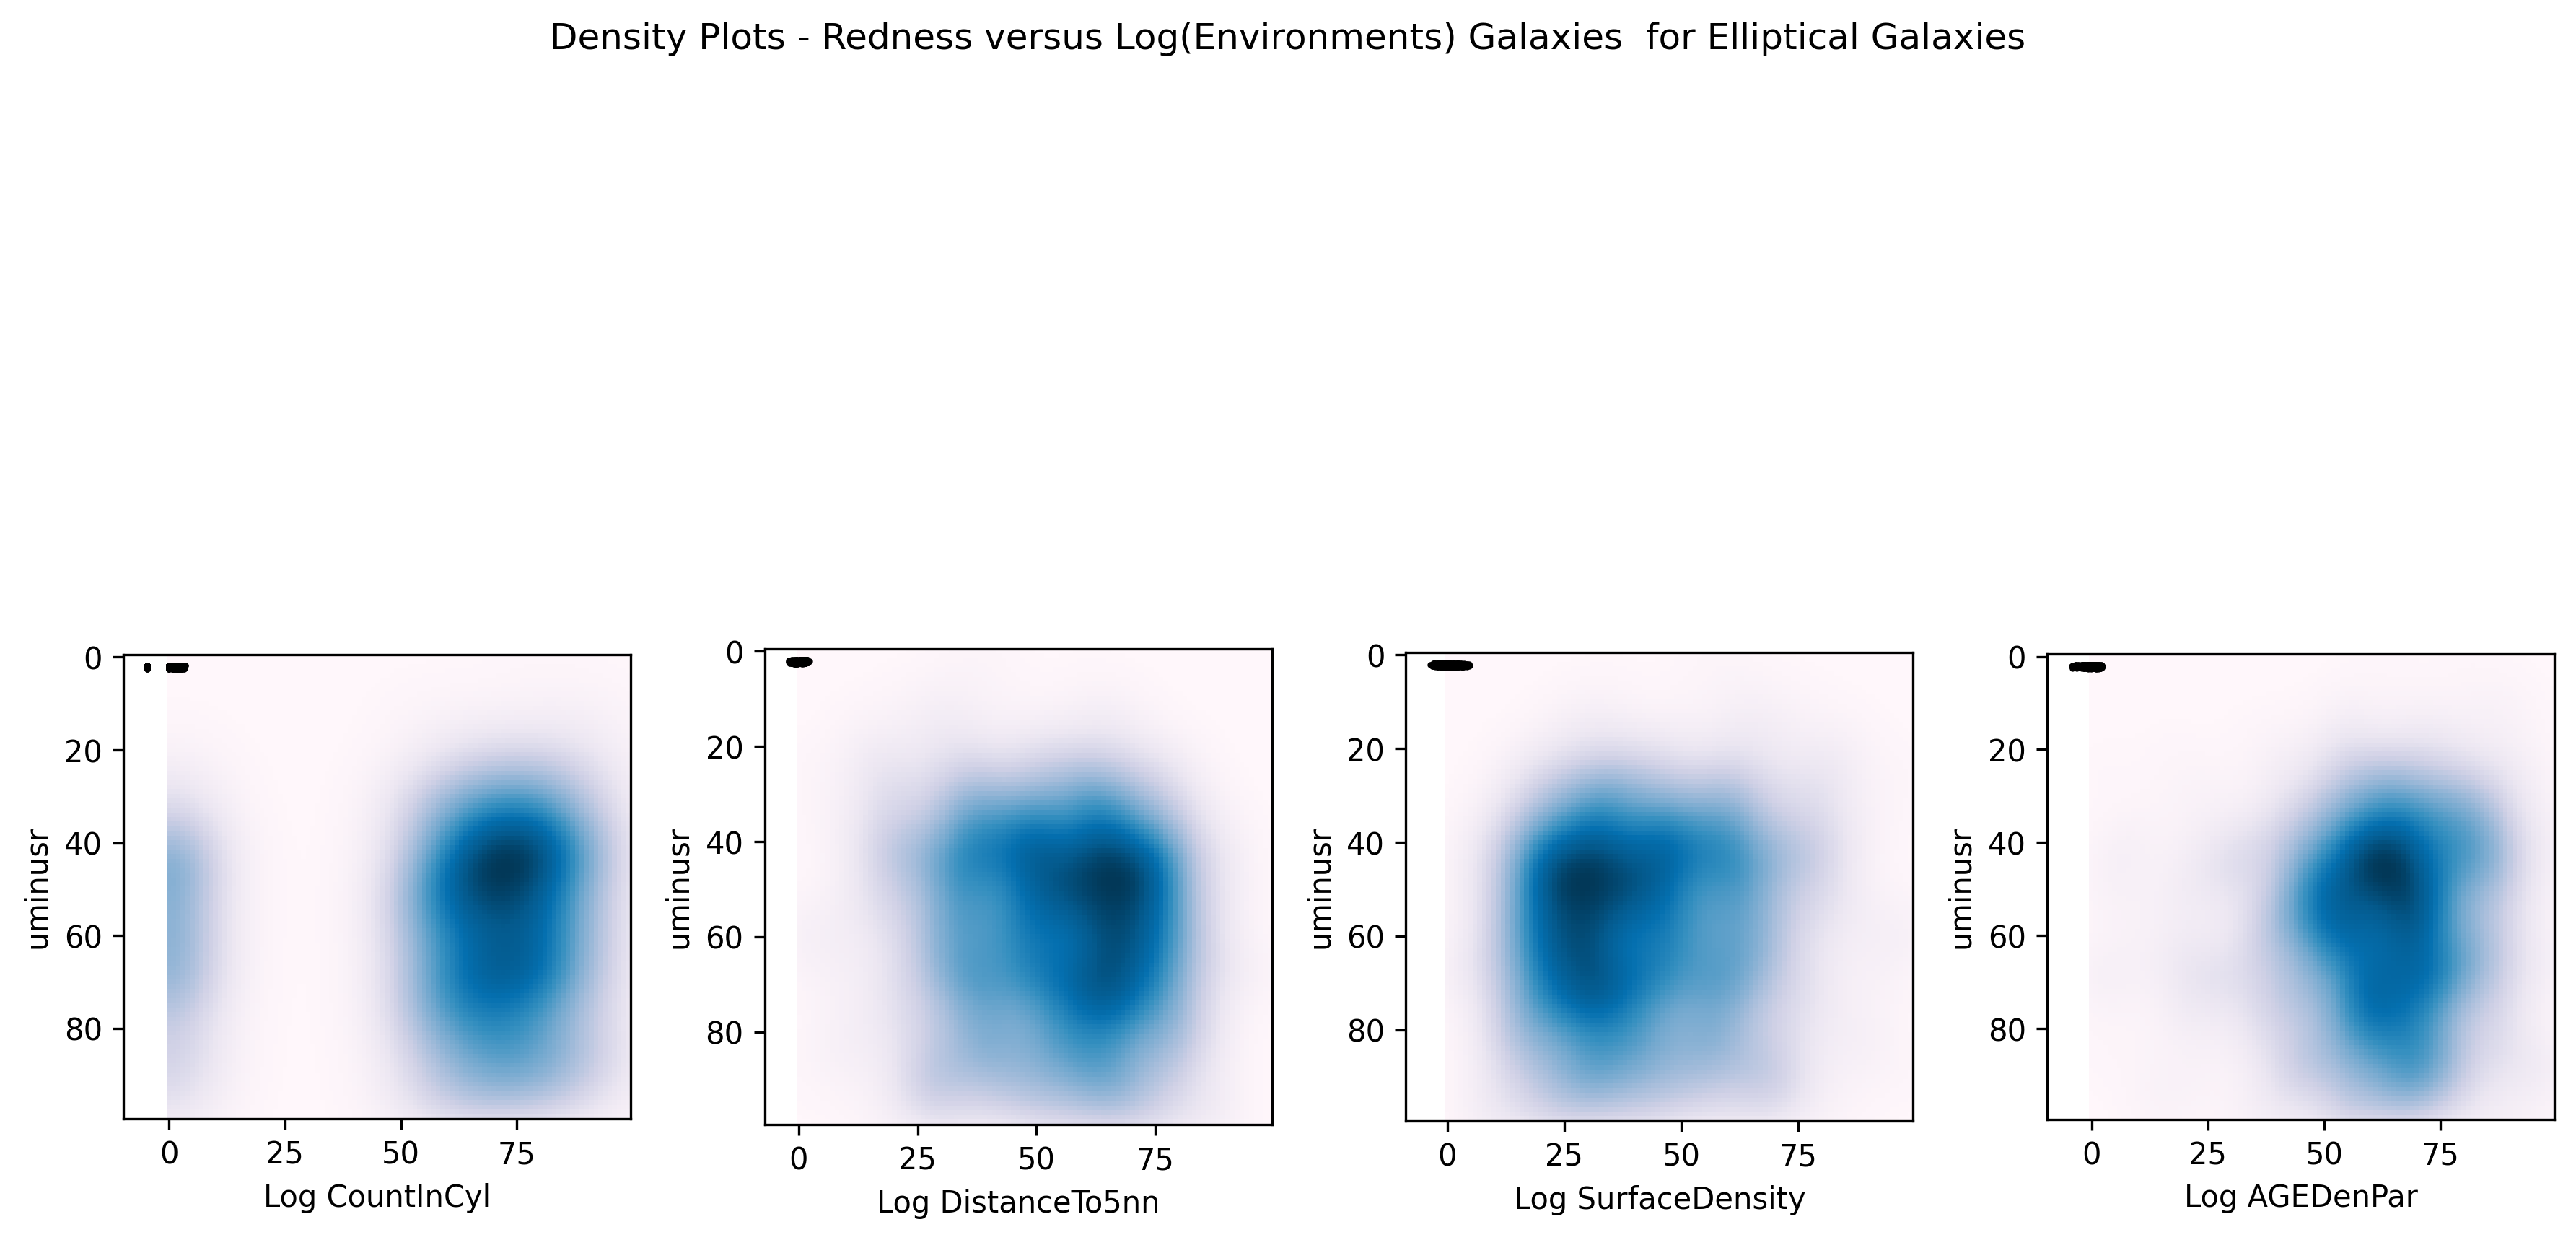 Density Plots - Redness versus Log(Environments) Galaxies  for Elliptical Galaxies
0
20
40
60
80
uminusr
0 25 50 75
Log CountInCyl
0
20
40
60
80
uminusr
0 25 50 75
Log DistanceTo5nn
0
20
40
60
80
uminusr
0 25 50 75
Log SurfaceDensity
0
20
40
60
80
uminusr
0 25 50 75
Log AGEDenPar